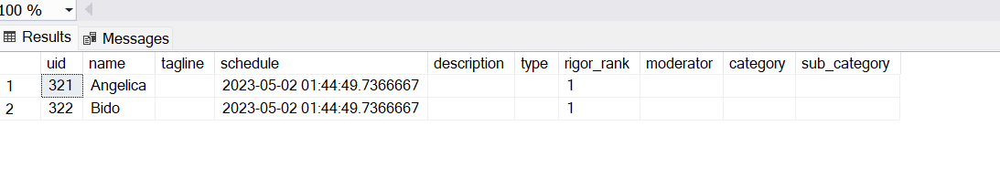 100 %
Results Messages
uid name tagline schedule description type rigor_rank moderator category sub_category
1 321 Angelica 2023-05-02 01:44:49.7366667 1
2 322 Bido 2023-05-02 01:44:49.7366667 1